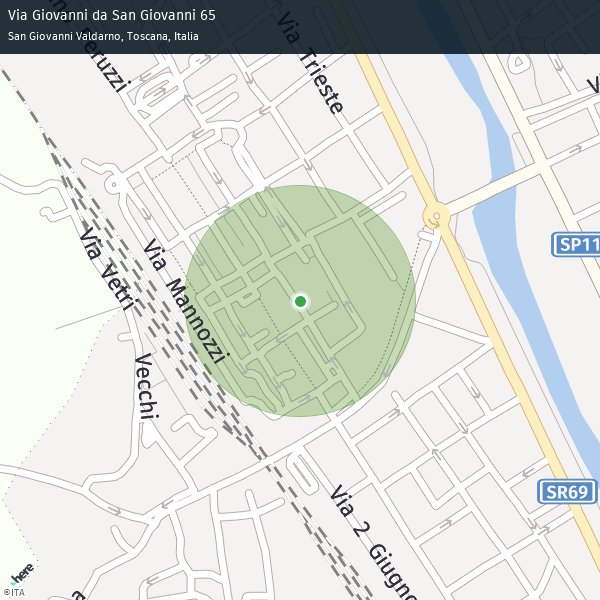 Via Giovanni da San Giovanni 65
San Giovanni Valdarno, Toscana, Italia
Via Trieste
Via Vetri
Vecchi
Via Mannozzi
SP11
SR69
Via 2 Giugno
here
©ITA